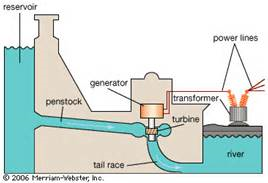 reservoir
power lines
generator
transformer
penstock
turbine
tail race
river
© 2006 Merriam-Webster, Inc.